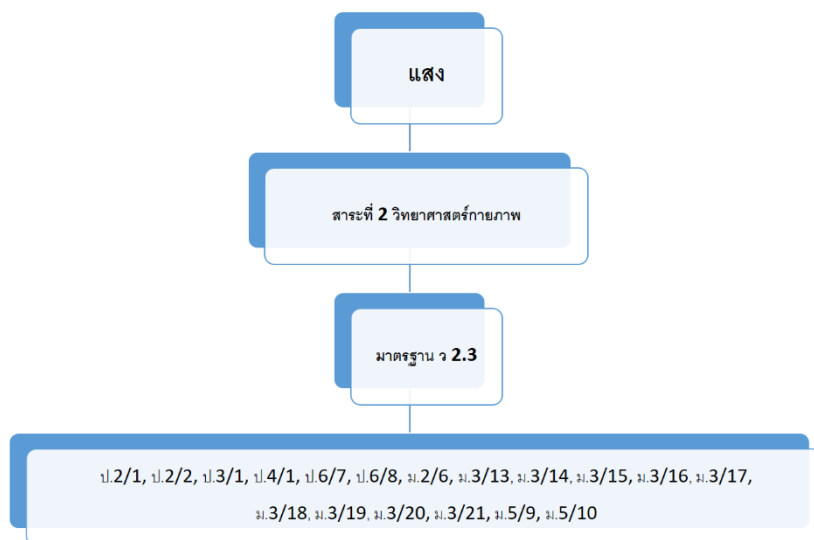 แสง
สาระที่ 2 วิทยาศาสตร์กายภาพ
มาตรฐาน ว 2.3
ป.2/1, ป.2/2, ป.3/1, ป.4/1, ป.6/7, ป.6/8, ม.2/6, ม.3/13, ม.3/14, ม.3/15, ม.3/16, ม.3/17,
ม.3/18, ม.3/19, ม.3/20, ม.3/21, ม.5/9, ม.5/10